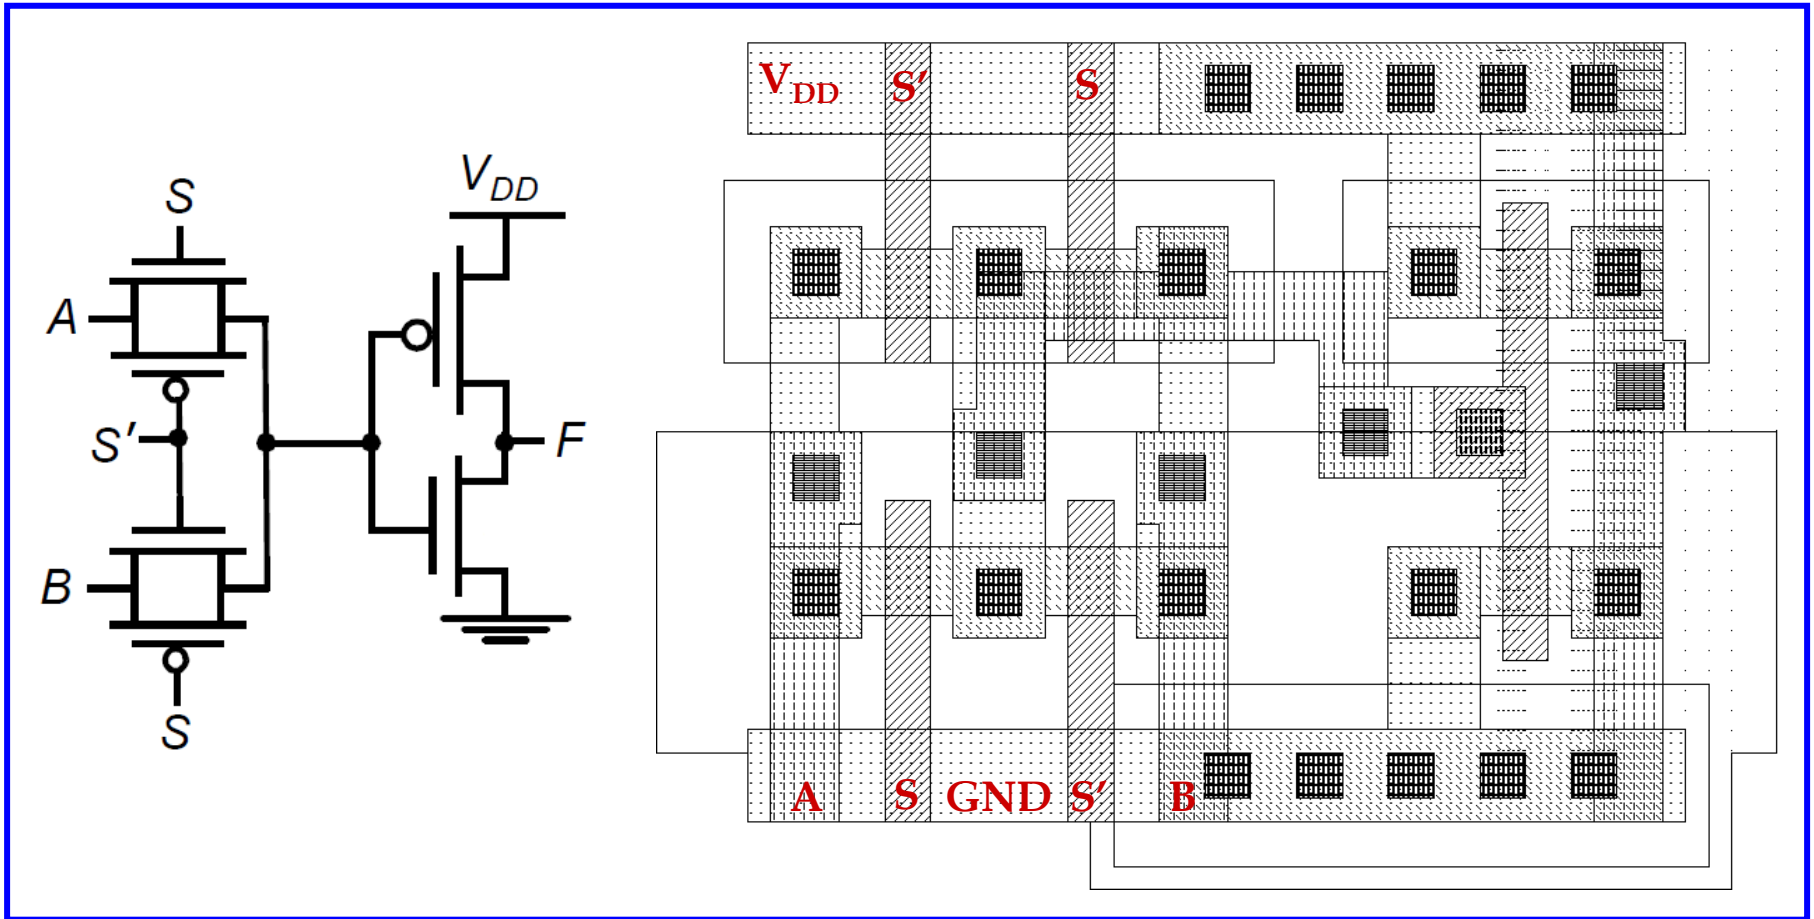 S
V_DD
A
S′
F
B
S
V_DD S′ S
A S GND S′ B